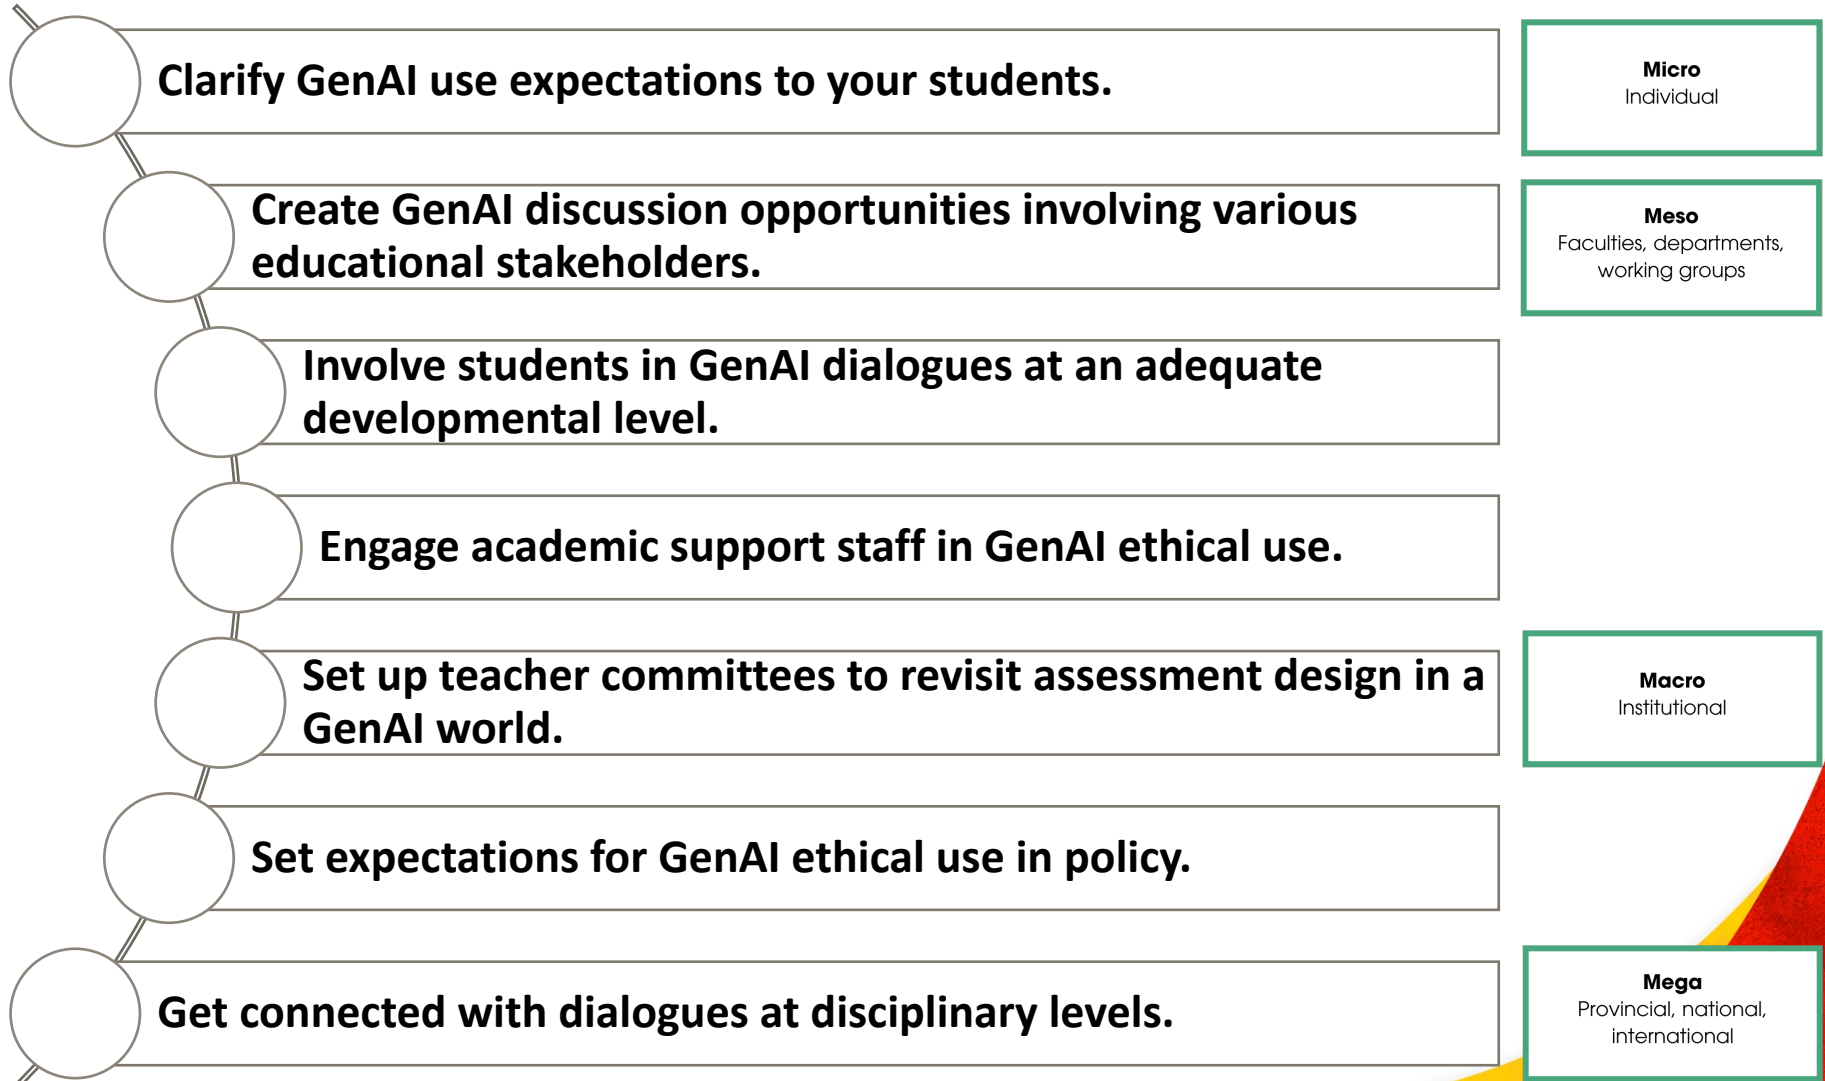 Clarify GenAI use expectations to your students.
Micro
Individual
Create GenAI discussion opportunities involving various
educational stakeholders.
Meso
Faculties, departments,
working groups
Involve students in GenAI dialogues at an adequate
developmental level.
Engage academic support staff in GenAI ethical use.
Set up teacher committees to revisit assessment design in a
GenAI world.
Macro
Institutional
Set expectations for GenAI ethical use in policy.
Get connected with dialogues at disciplinary levels.
Mega
Provincial, national,
international